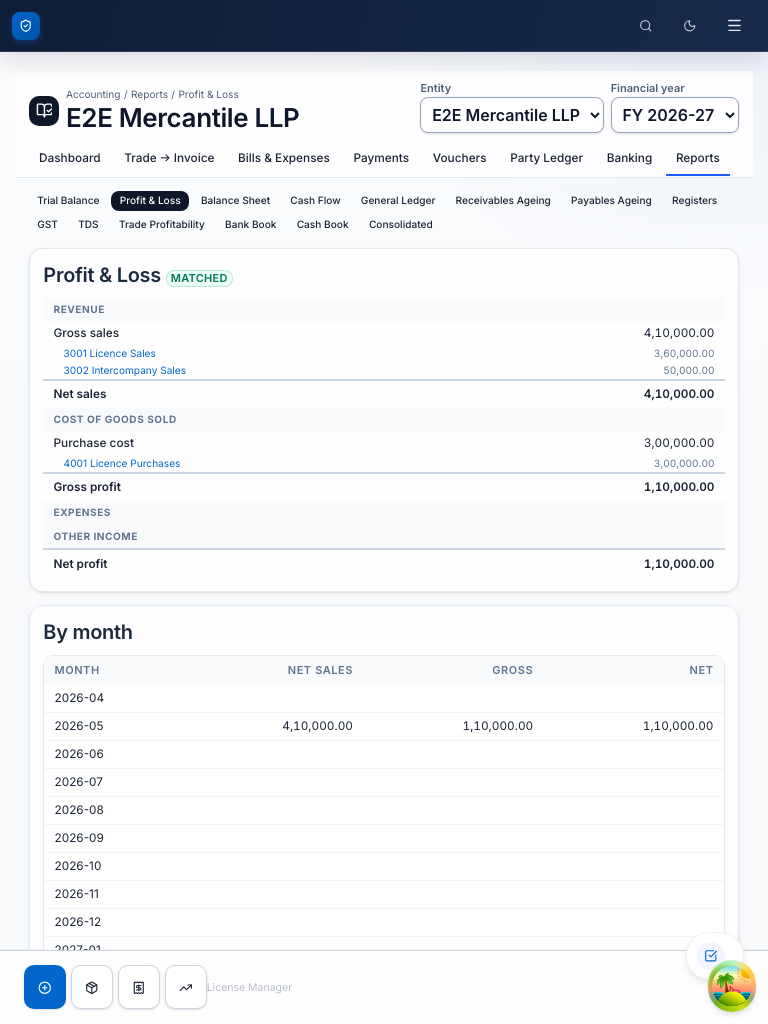 Accounting / Reports / Profit & Loss
E2E Mercantile LLP
Entity
E2E Mercantile LLP
Financial year
FY 2026-27
Dashboard Trade → Invoice Bills & Expenses Payments Vouchers Party Ledger Banking Reports
Trial Balance Profit & Loss Balance Sheet Cash Flow General Ledger Receivables Ageing Payables Ageing Registers
GST TDS Trade Profitability Bank Book Cash Book Consolidated
Profit & Loss MATCHED
REVENUE
Gross sales 4,10,000.00
3001 Licence Sales 3,60,000.00
3002 Intercompany Sales 50,000.00
Net sales 4,10,000.00
COST OF GOODS SOLD
Purchase cost 3,00,000.00
4001 Licence Purchases 3,00,000.00
Gross profit 1,10,000.00
EXPENSES
OTHER INCOME
Net profit 1,10,000.00
By month
MONTH NET SALES GROSS NET
2026-04
2026-05 4,10,000.00 1,10,000.00 1,10,000.00
2026-06
2026-07
2026-08
2026-09
2026-10
2026-11
2026-12
2027-01
License Manager